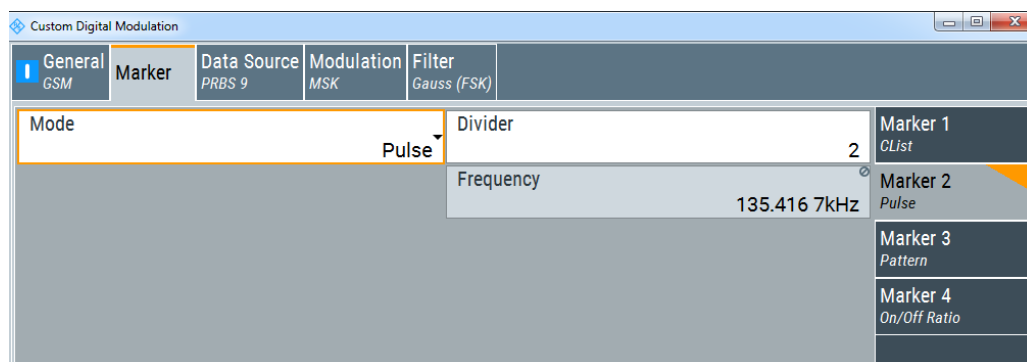 Custom Digital Modulation
General
GSM
Marker
Data Source
PRBS 9
Modulation
MSK
Filter
Gauss (FSK)
Mode
Pulse
Divider
2
Frequency
135.416 7kHz
Marker 1
CList
Marker 2
Pulse
Marker 3
Pattern
Marker 4
On/Off Ratio